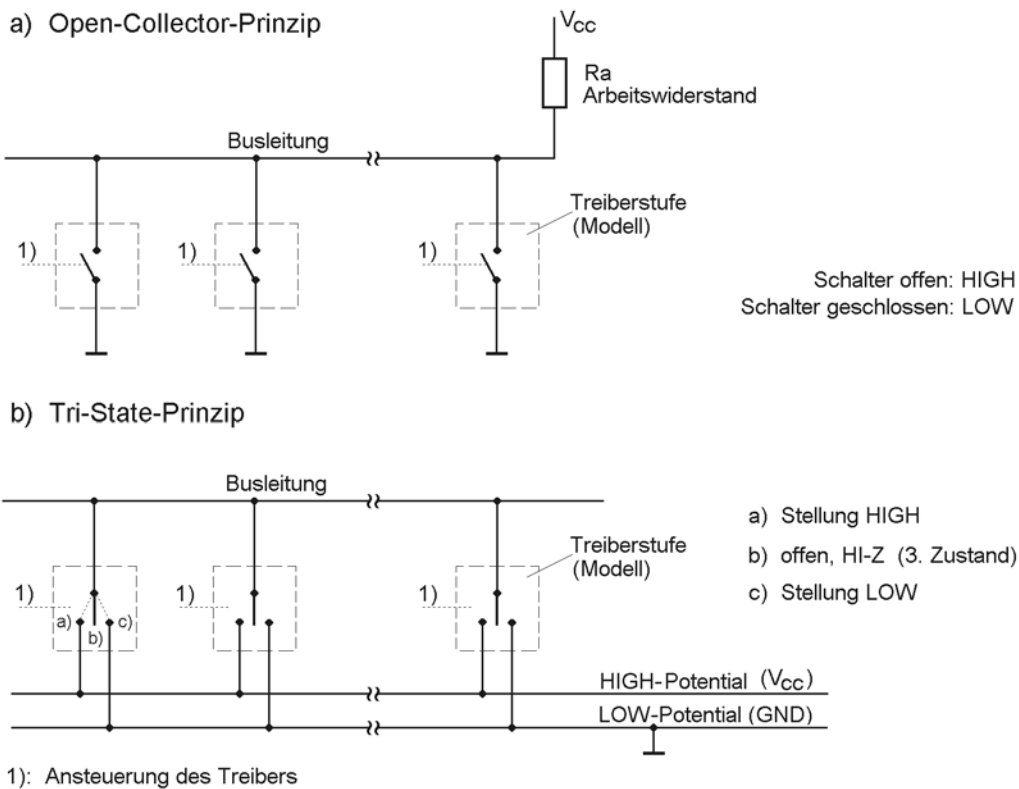 a) Open-Collector-Prinzip
VCC
Ra
Arbeitswiderstand
Busleitung
Treiberstufe
(Modell)
1)
1)
1)
Schalter offen: HIGH
Schalter geschlossen: LOW
b) Tri-State-Prinzip
Busleitung
a) Stellung HIGH
Treiberstufe
(Modell)
b) offen, HI-Z (3. Zustand)
c) Stellung LOW
1)
1)
1)
a)
b)
c)
HIGH-Potential (VCC)
LOW-Potential (GND)
1): Ansteuerung des Treibers